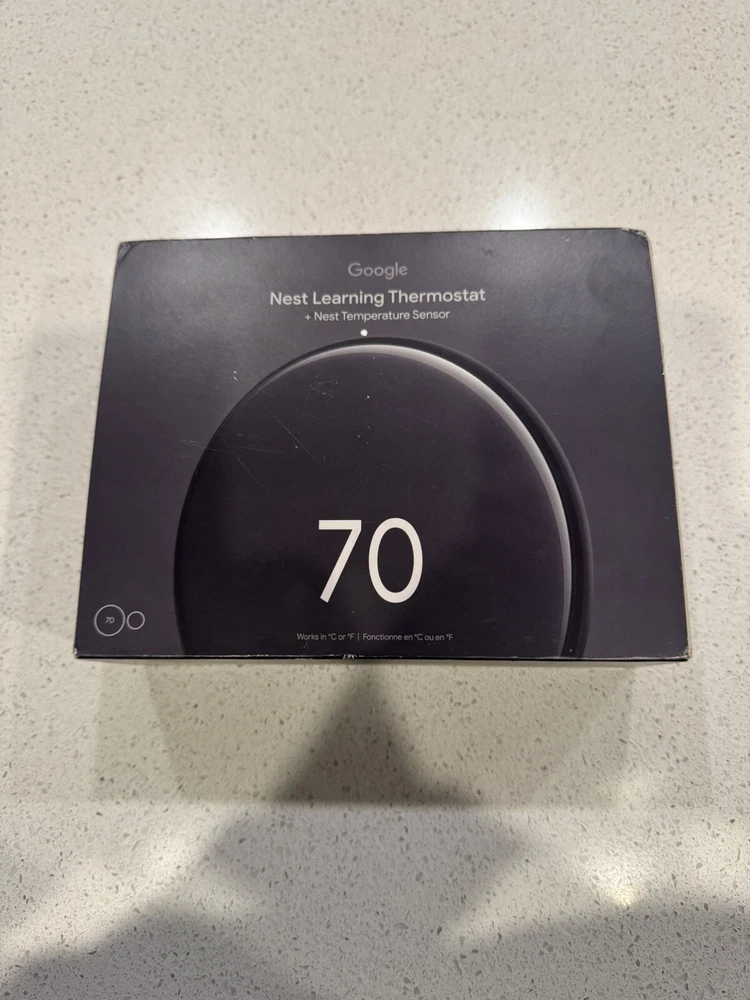 Google
Nest Learning Thermostat
+ Nest Temperature Sensor
70
70
Works in °C or °F | Fonctionne en °C ou en °F